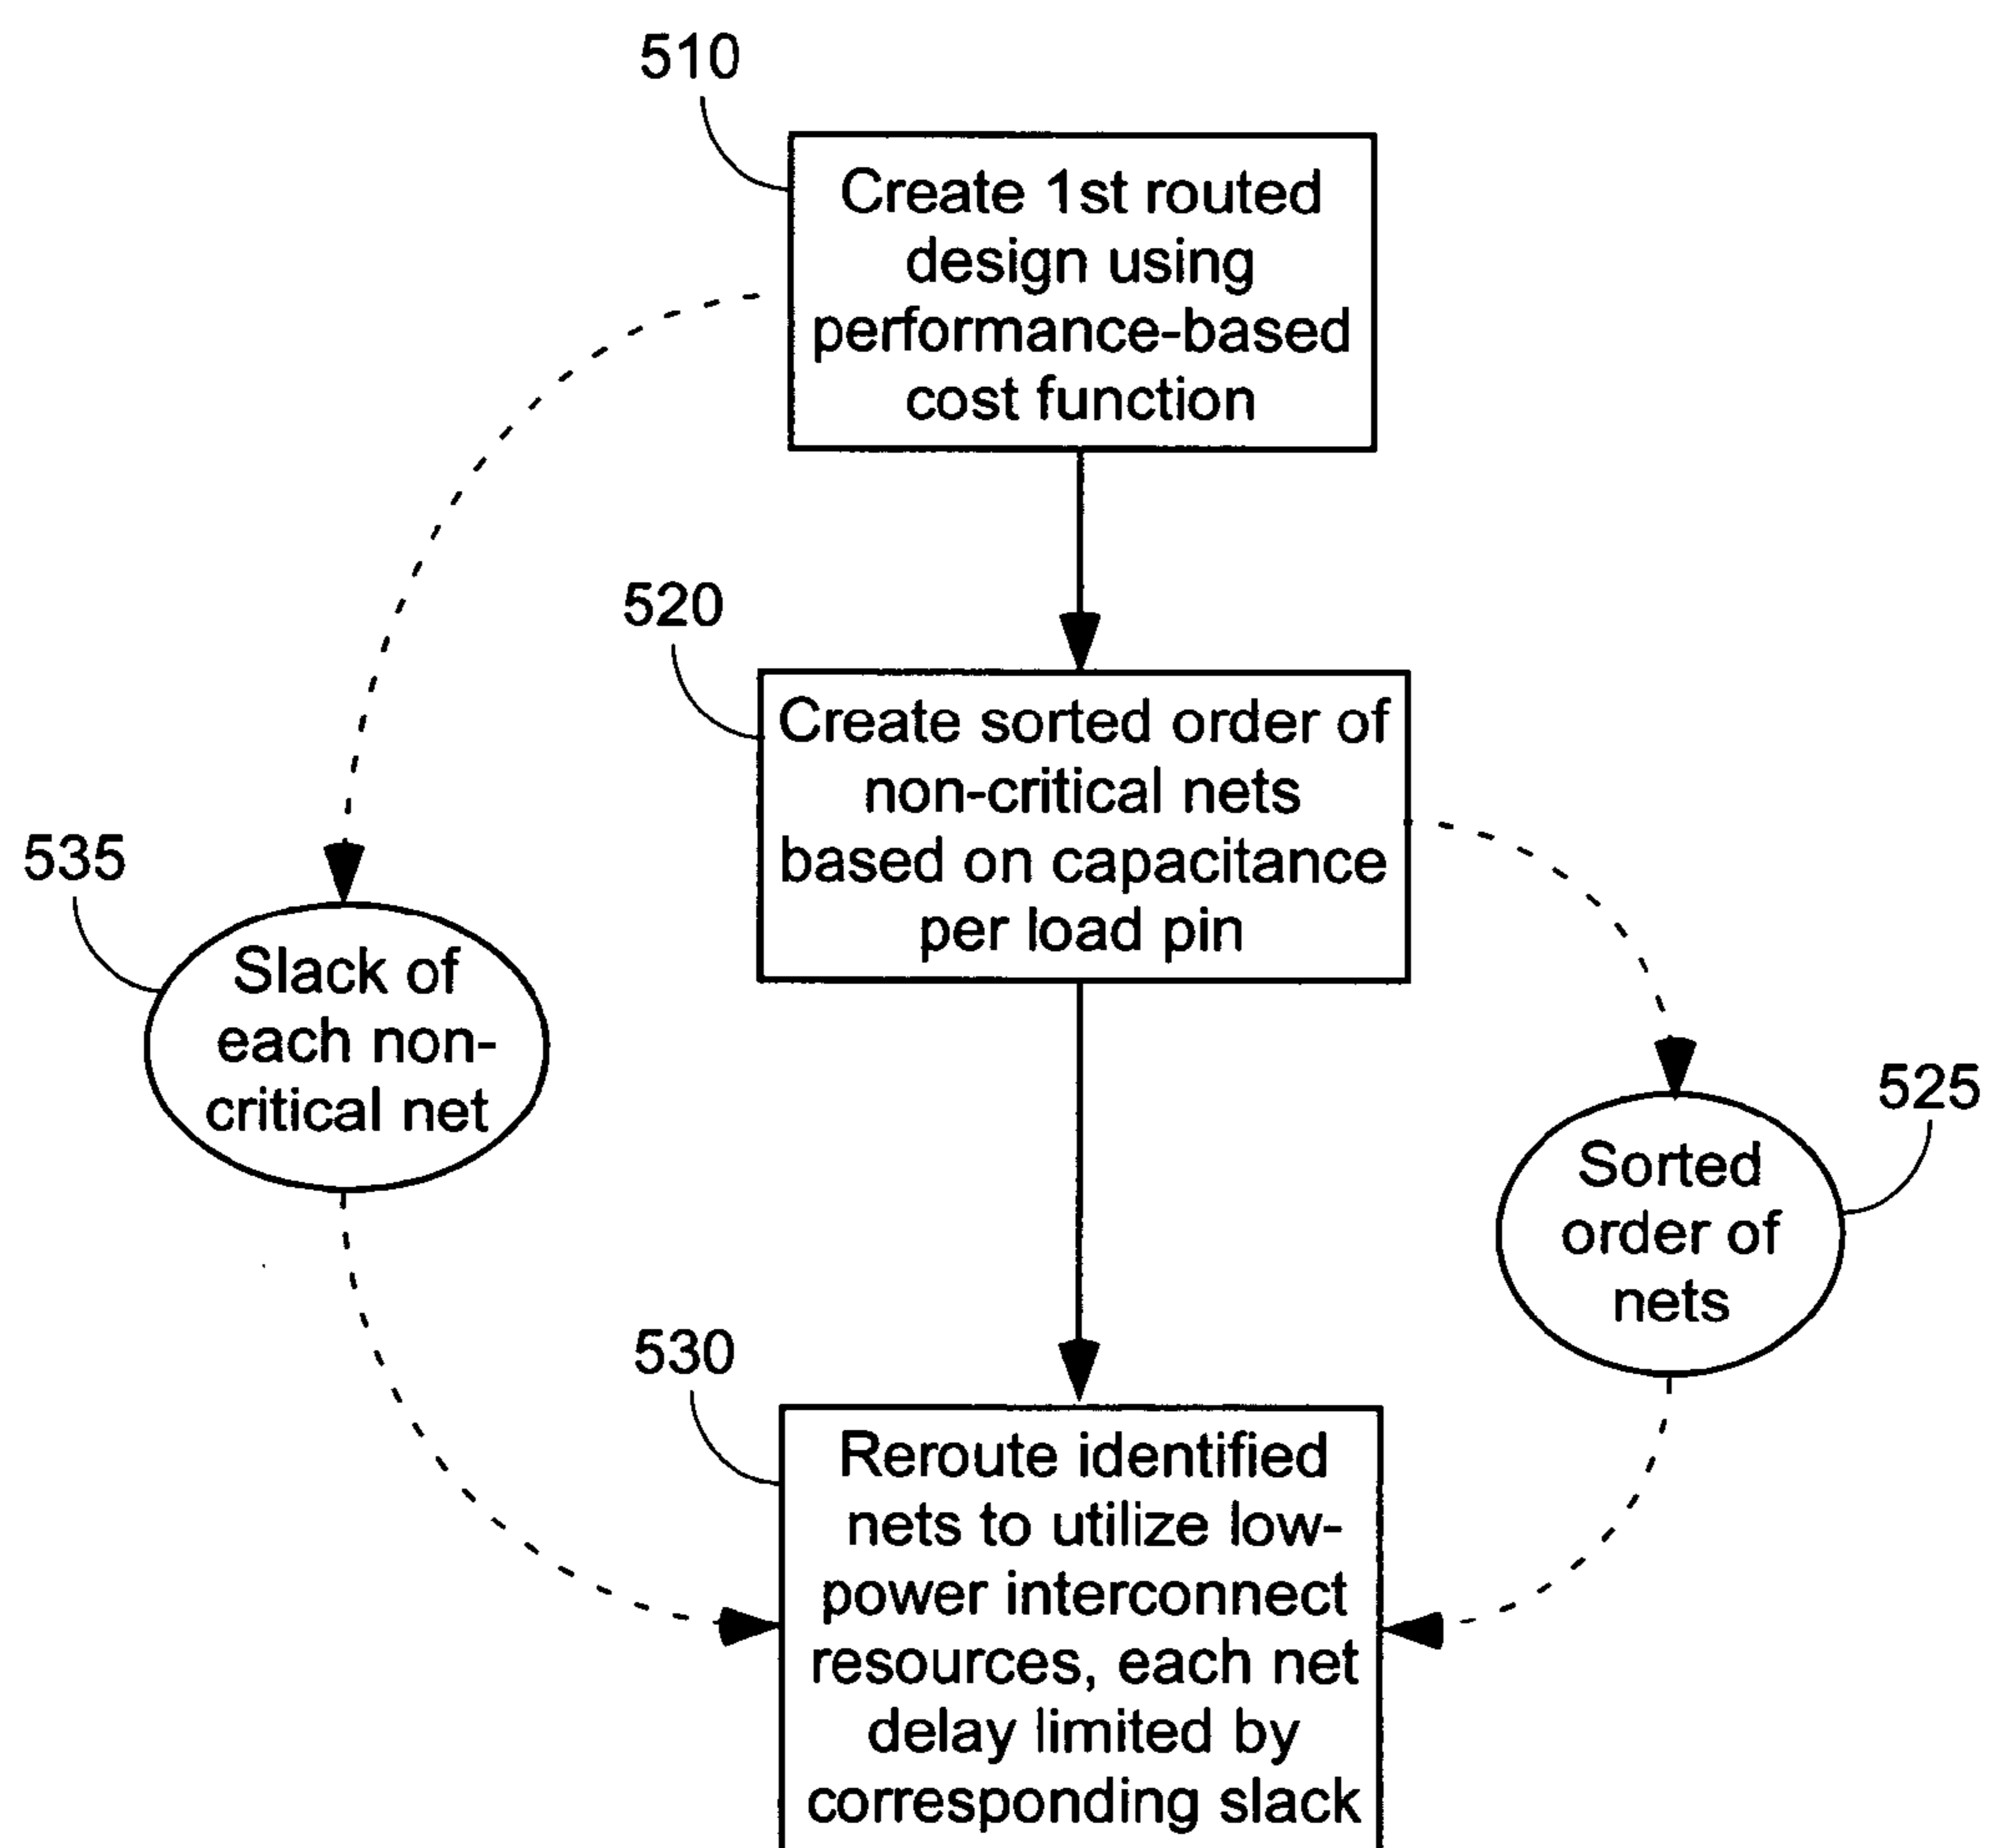 510
Create 1st routed
design using
performance-based
cost function
520
Create sorted order of
non-critical nets
based on capacitance
per load pin
535
Slack of
each non-
critical net
525
Sorted
order of
nets
530
Reroute identified
nets to utilize low-
power interconnect
resources, each net
delay limited by
corresponding slack